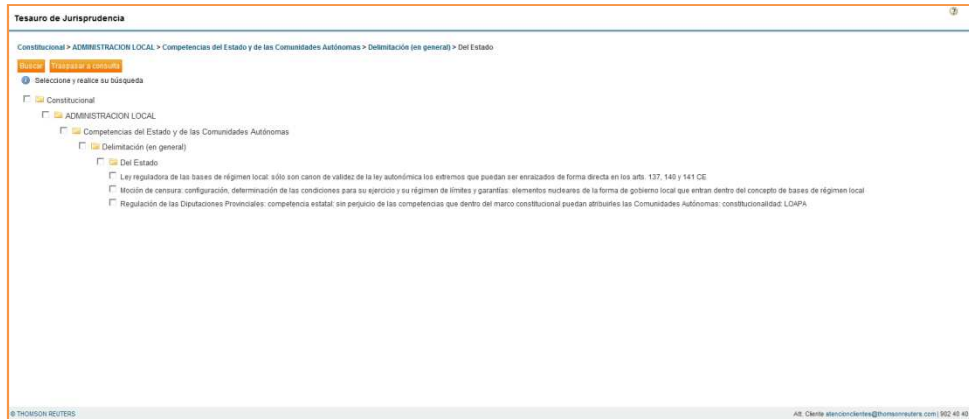 Tesauro de Jurisprudencia
Constitucional > ADMINISTRACION LOCAL > Competencias del Estado y de las Comunidades Autónomas > Delimitación (en general) > Del Estado
Buscar Traspasar a consulta
Seleccione y realice su búsqueda
Constitucional
ADMINISTRACION LOCAL
Competencias del Estado y de las Comunidades Autónomas
Delimitación (en general)
Del Estado
Ley reguladora de las bases de régimen local: sólo son canon de validez de la ley autonómica los extremos que puedan ser enraizados de forma directa en los arts. 137, 140 y 141 CE
Moción de censura: configuración, determinación de las condiciones para su ejercicio y su régimen de límites y garantías: elementos nucleares de la forma de gobierno local que entran dentro del concepto de bases de régimen local
Regulación de las Diputaciones Provinciales: competencia estatal: sin perjuicio de las competencias que dentro del marco constitucional puedan atribuirles las Comunidades Autónomas: constitucionalidad: LOAPA
© THOMSON REUTERS Att. Cliente atencionclientes@thomsonreuters.com | 902 40 40